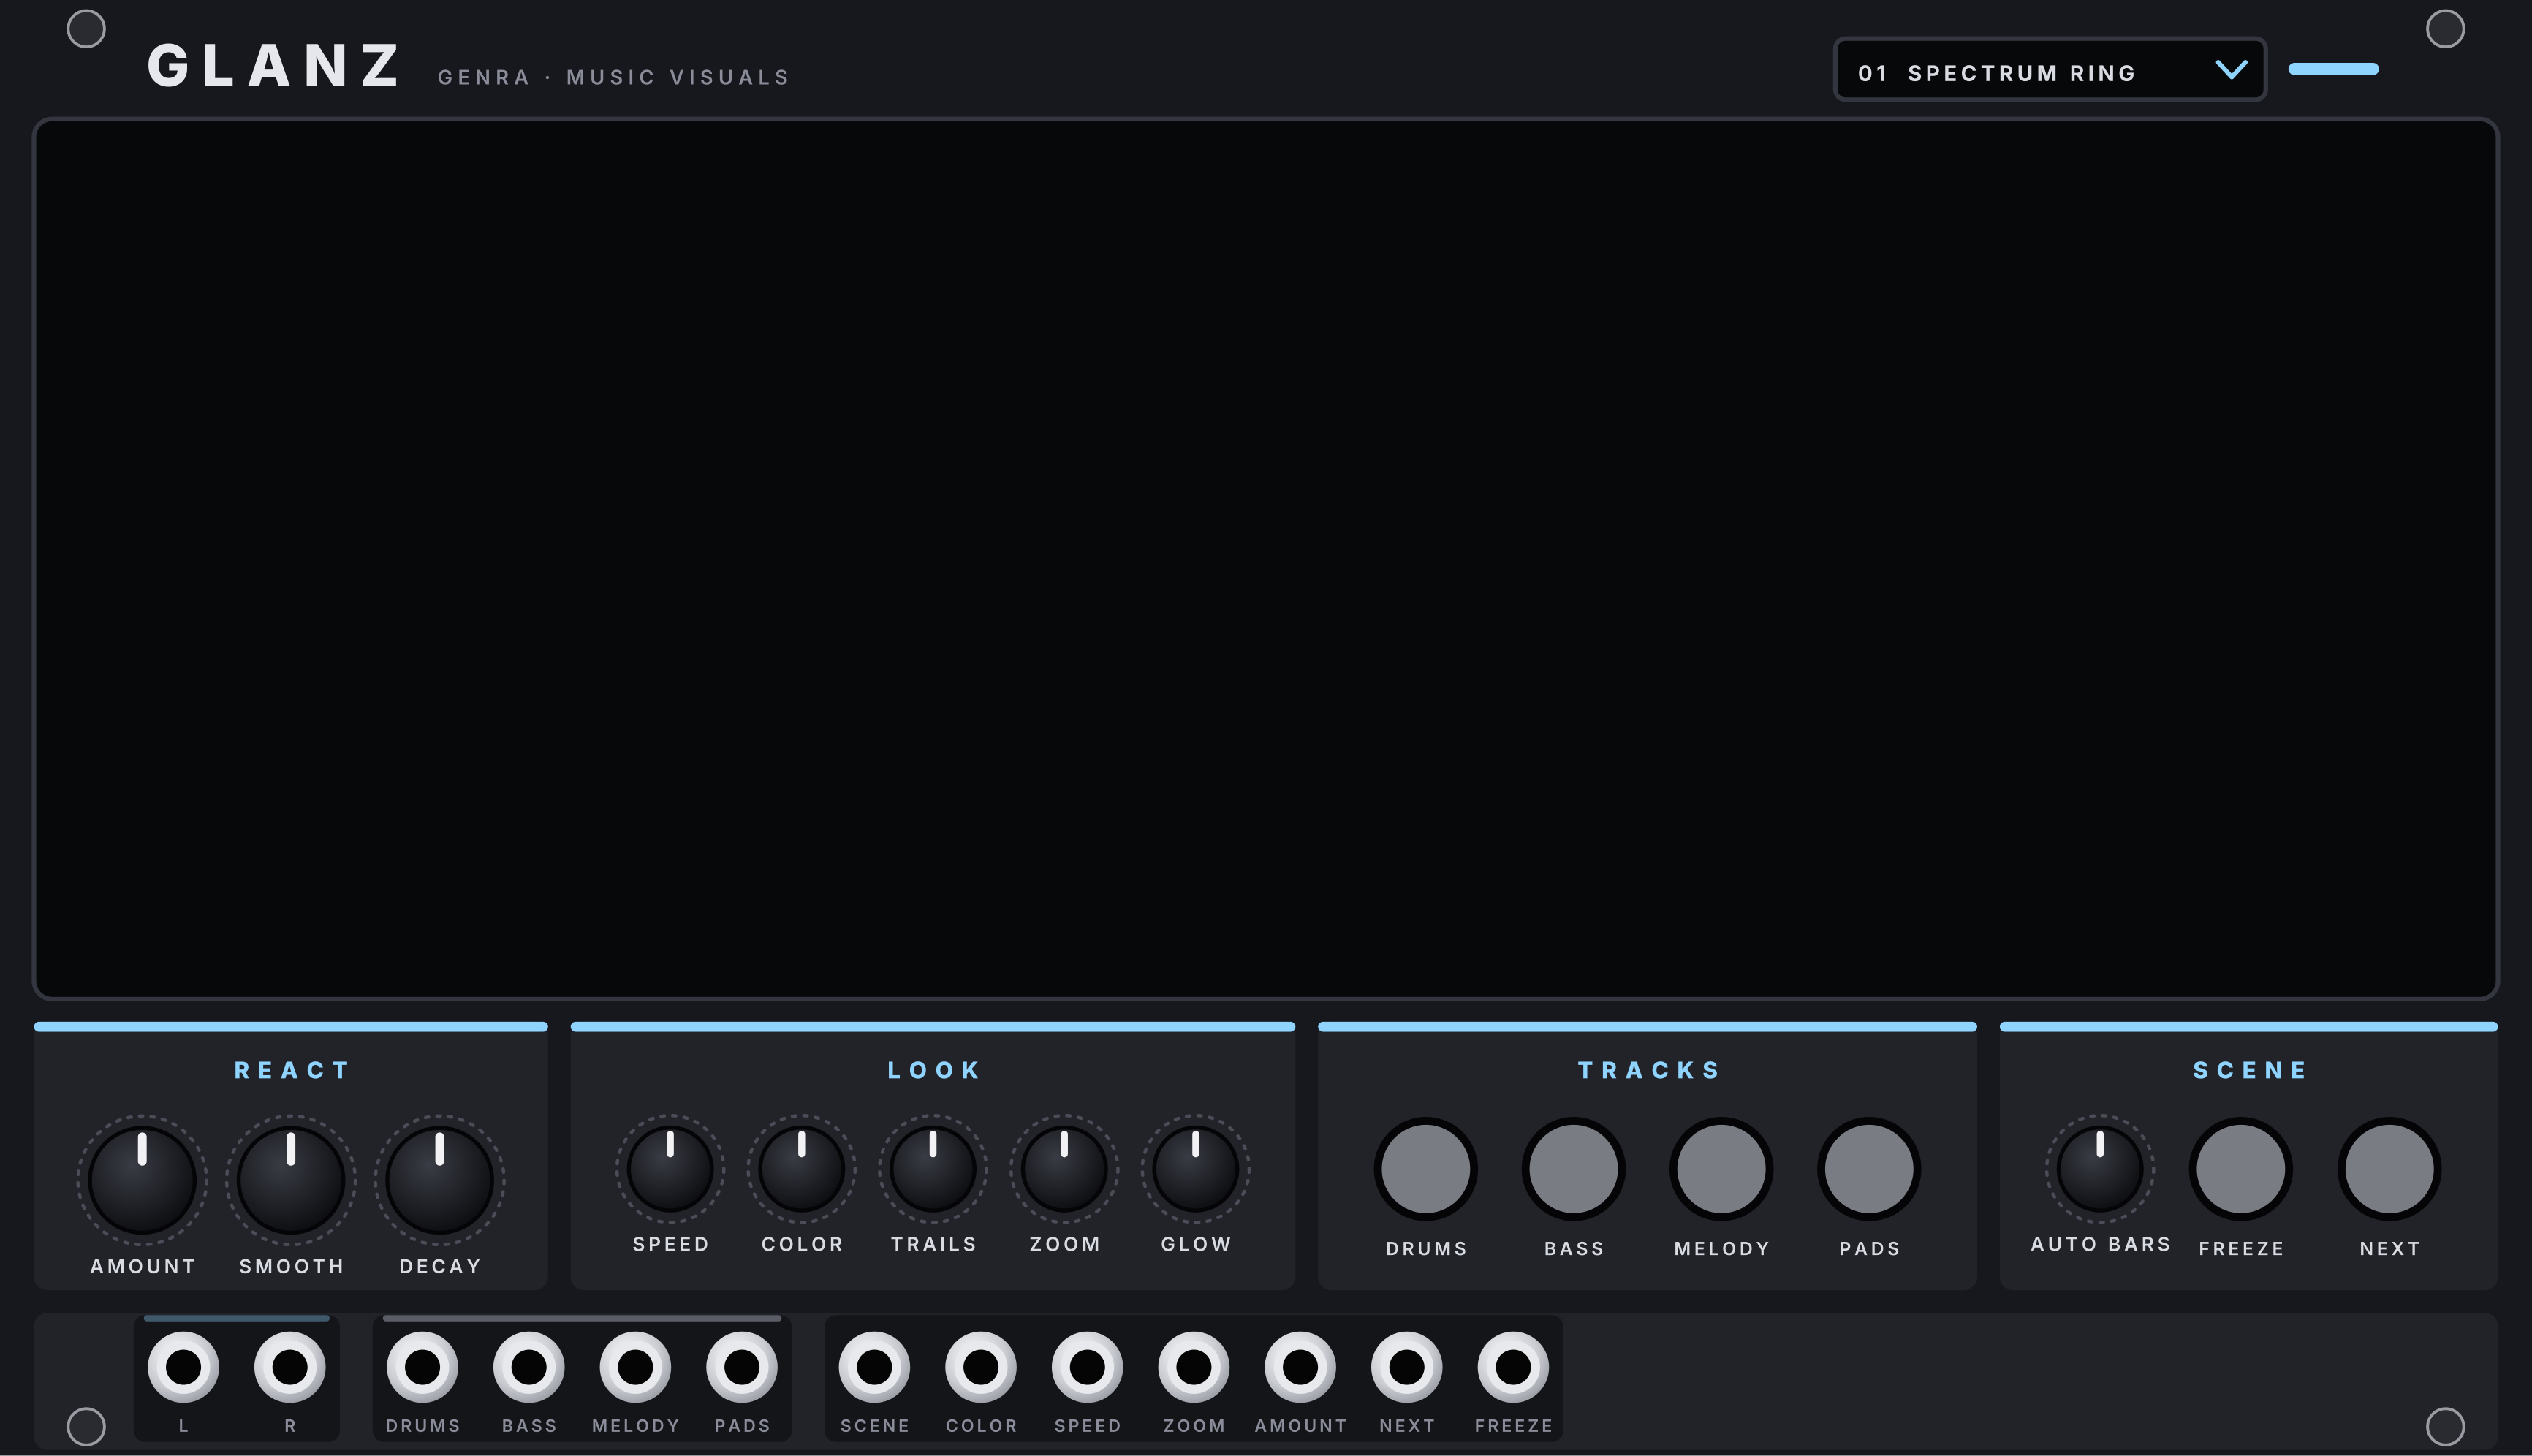 GLANZ GENRA · MUSIC VISUALS
01 SPECTRUM RING
REACT LOOK TRACKS SCENE
AMOUNT SMOOTH DECAY SPEED COLOR TRAILS ZOOM GLOW DRUMS BASS MELODY PADS AUTO BARS FREEZE NEXT
L R DRUMS BASS MELODY PADS SCENE COLOR SPEED ZOOM AMOUNT NEXT FREEZE